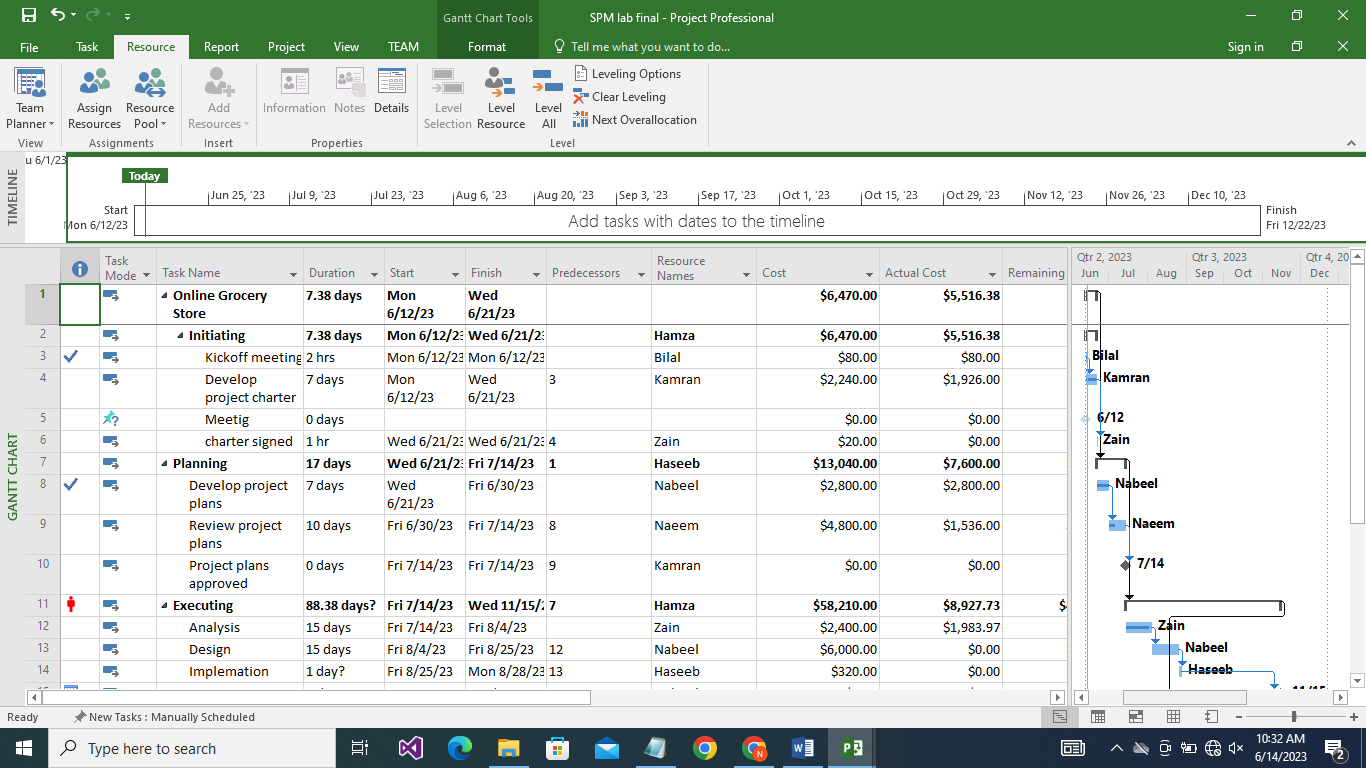 Gantt Chart Tools
SPM lab final - Project Professional
File Task Resource Report Project View TEAM Format Tell me what you want to do... Sign in
Team Planner
Assign Resources
Resource Pool
Add Resources
Information
Notes
Details
Level Selection
Level Resource
Level All
Leveling Options
Clear Leveling
Next Overallocation
View Assignments Insert Properties Level
TIMELINE
u 6/1/23
Today
Jun 25, '23 Jul 9, '23 Jul 23, '23 Aug 6, '23 Aug 20, '23 Sep 3, '23 Sep 17, '23 Oct 1, '23 Oct 15, '23 Oct 29, '23 Nov 12, '23 Nov 26, '23 Dec 10, '23
Start
Mon 6/12/23
Add tasks with dates to the timeline
Finish
Fri 12/22/23
GANTT CHART
Task Mode Task Name Duration Start Finish Predecessors Resource Names Cost Actual Cost Remaining
Qtr 2, 2023 Qtr 3, 2023 Qtr 4, 20
Jun Jul Aug Sep Oct Nov Dec
1 Online Grocery Store 7.38 days Mon 6/12/23 Wed 6/21/23 $6,470.00 $5,516.38
2 Initiating 7.38 days Mon 6/12/23 Wed 6/21/23 Hamza $6,470.00 $5,516.38
3 Kickoff meeting 2 hrs Mon 6/12/23 Mon 6/12/23 Bilal $80.00 $80.00 Bilal
4 Develop project charter 7 days Mon 6/12/23 Wed 6/21/23 3 Kamran $2,240.00 $1,926.00 Kamran
5 Meetig 0 days $0.00 $0.00 6/12
6 charter signed 1 hr Wed 6/21/23 Wed 6/21/23 4 Zain $20.00 $0.00 Zain
7 Planning 17 days Wed 6/21/23 Fri 7/14/23 1 Haseeb $13,040.00 $7,600.00
8 Develop project plans 7 days Wed 6/21/23 Fri 6/30/23 Nabeel $2,800.00 $2,800.00 Nabeel
9 Review project plans 10 days Fri 6/30/23 Fri 7/14/23 8 Naeem $4,800.00 $1,536.00 Naeem
10 Project plans approved 0 days Fri 7/14/23 Fri 7/14/23 9 Kamran $0.00 $0.00 7/14
11 Executing 88.38 days? Fri 7/14/23 Wed 11/15/ 7 Hamza $58,210.00 $8,927.73
12 Analysis 15 days Fri 7/14/23 Fri 8/4/23 Zain $2,400.00 $1,983.97 Zain
13 Design 15 days Fri 8/4/23 Fri 8/25/23 12 Nabeel $6,000.00 $0.00 Nabeel
14 Implemation 1 day? Fri 8/25/23 Mon 8/28/23 13 Haseeb $320.00 $0.00 Haseeb
Ready New Tasks : Manually Scheduled
Type here to search
10:32 AM
6/14/2023
2